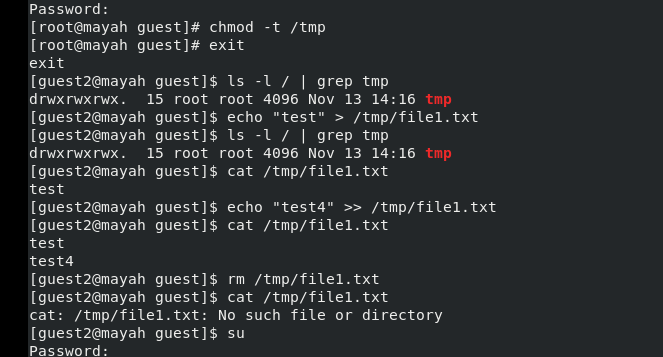 Password:
[root@mayah guest]# chmod -t /tmp
[root@mayah guest]# exit
exit
[guest2@mayah guest]$ ls -l / | grep tmp
drwxrwxrwx.  15 root root 4096 Nov 13 14:16 tmp
[guest2@mayah guest]$ echo "test" > /tmp/file1.txt
[guest2@mayah guest]$ ls -l / | grep tmp
drwxrwxrwx.  15 root root 4096 Nov 13 14:16 tmp
[guest2@mayah guest]$ cat /tmp/file1.txt
test
[guest2@mayah guest]$ echo "test4" >> /tmp/file1.txt
[guest2@mayah guest]$ cat /tmp/file1.txt
test
test4
[guest2@mayah guest]$ rm /tmp/file1.txt
[guest2@mayah guest]$ cat /tmp/file1.txt
cat: /tmp/file1.txt: No such file or directory
[guest2@mayah guest]$ su
Password: